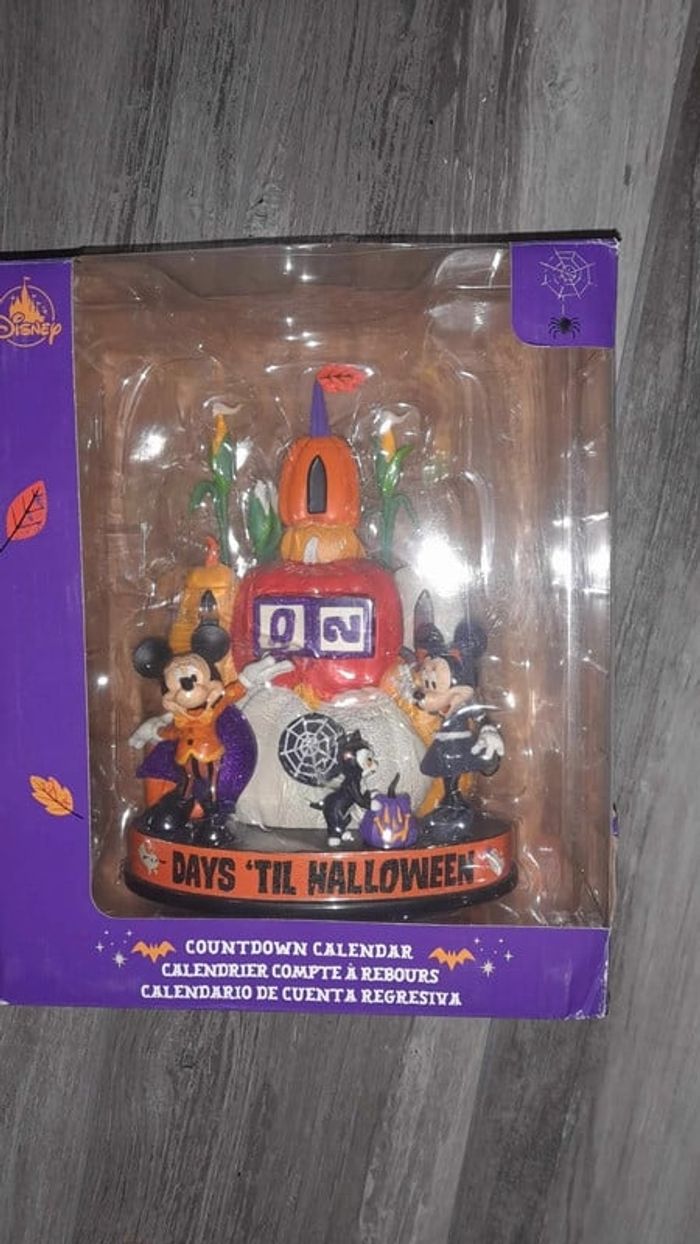 Disney
0 2
DAYS 'TIL HALLOWEEN
COUNTDOWN CALENDAR
CALENDRIER COMPTE À REBOURS
CALENDARIO DE CUENTA REGRESIVA